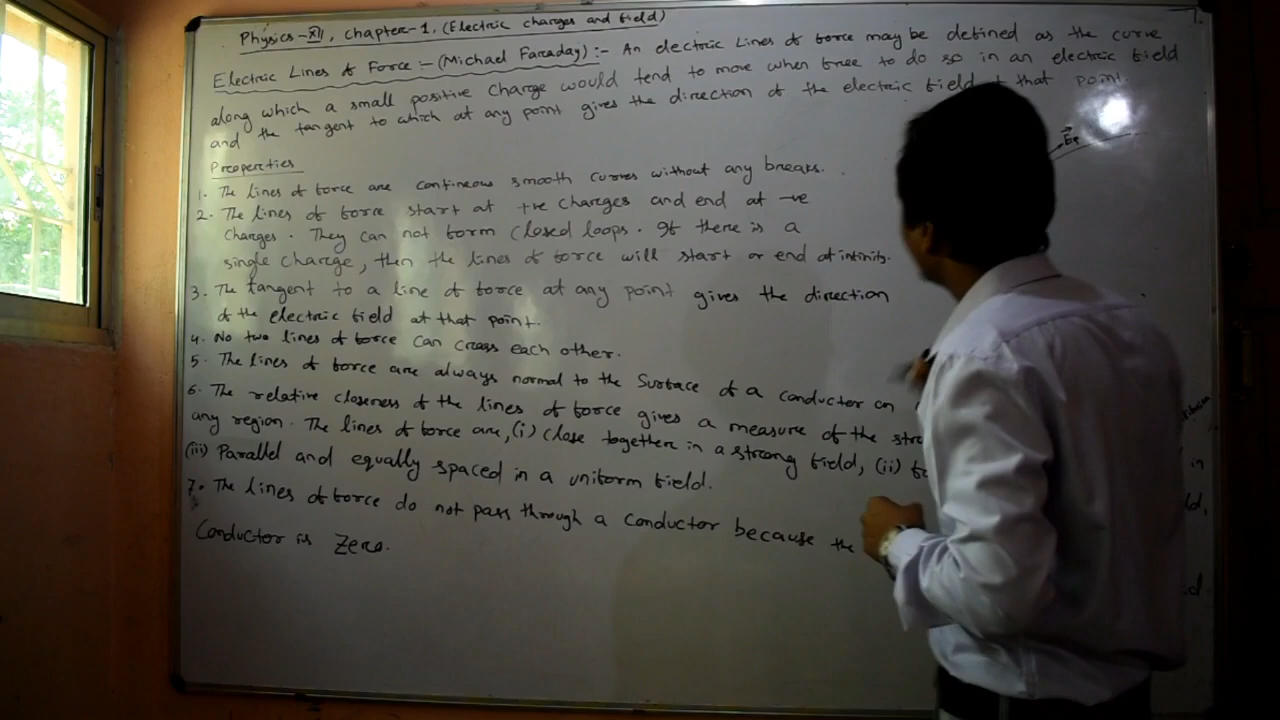 Physics-XII, chapter-1. (Electric charges and field)
Electric Lines of Force :- (Michael Faraday) :- An electric Lines of force may be defined as the curve
along which a small positive charge would tend to move when free to do so in an electric field
and the tangent to which at any point gives the direction of the electric field that point.
Properties
1. The lines of force are continuous smooth curves without any breaks.
2. The lines of force start at +ve charges and end at -ve
charges. They can not form closed loops. If there is a
single charge, then the lines of force will start or end at infinity.
3. The tangent to a line of force at any point gives the direction
of the electric field at that point.
4. No two lines of force can cross each other.
5. The lines of force are always normal to the surface of a conductor on
6. The relative closeness of the lines of force gives a measure of the in
any region. The lines of force are, (i) close together in a strong field, (ii)
(iii) Parallel and equally spaced in a uniform field.
7. The lines of force do not pass through a conductor because the
Conductor is zero.